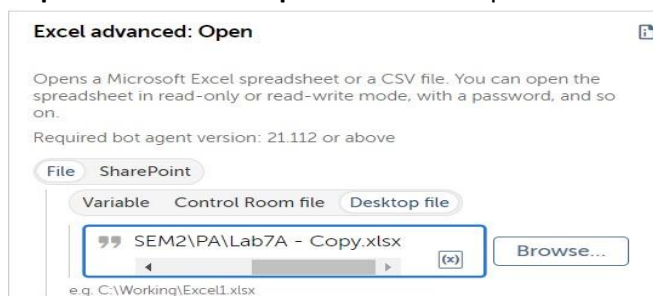 Excel advanced: Open
Opens a Microsoft Excel spreadsheet or a CSV file. You can open the
spreadsheet in read-only or read-write mode, with a password, and so
on.
Required bot agent version: 21.112 or above
File SharePoint
Variable Control Room file Desktop file
SEM2\PA\Lab7A - Copy.xlsx
(x)
Browse...
e.g. C:\Working\Excel1.xlsx